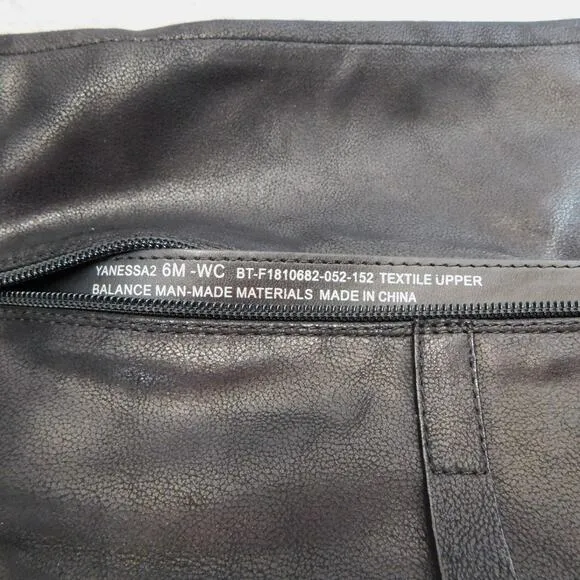 YANESSA2 6M -WC BT-F1810682-052-152 TEXTILE UPPER
BALANCE MAN-MADE MATERIALS MADE IN CHINA